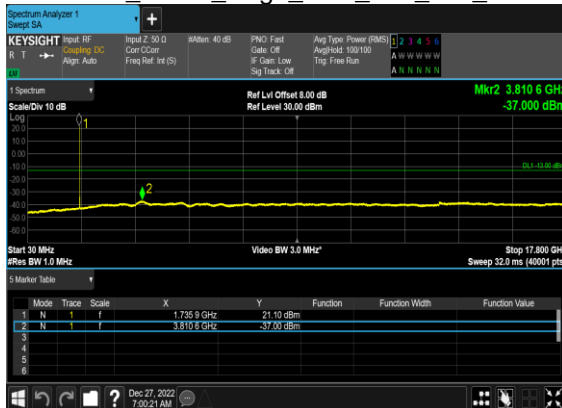 Spectrum Analyzer 1
Swept SA
+
KEYSIGHT Input: RF Input Z: 50 Ω #Atten: 40 dB PNO: Fast Avg Type: Power (RMS) 1 2 3 4 5 6
R T Coupling: DC Corr CCorr Gate: Off Avg|Hold: 100/100 A W W W W W
Align: Auto Freq Ref: Int (S) IF Gain: Low Trig: Free Run
Sig Track: Off A N N N N N
1 Spectrum Ref Lvl Offset 8.00 dB Mkr2 3.810 6 GHz
Scale/Div 10 dB Ref Level 30.00 dBm -37.000 dBm
Log
20.0
10.0
0.00
-10.0
-20.0
-30.0
-40.0
-50.0
-60.0
1
2
DL1 -13.00 dBm
Start 30 MHz Video BW 3.0 MHz* Stop 17.800 GHz
#Res BW 1.0 MHz Sweep 32.0 ms (40001 pts)
5 Marker Table
Mode Trace Scale X Y Function Function Width Function Value
1 N 1 f 1.735 9 GHz 21.10 dBm
2 N 1 f 3.810 6 GHz -37.00 dBm
3
4
5
6
? Dec 27, 2022
7:00:21 AM